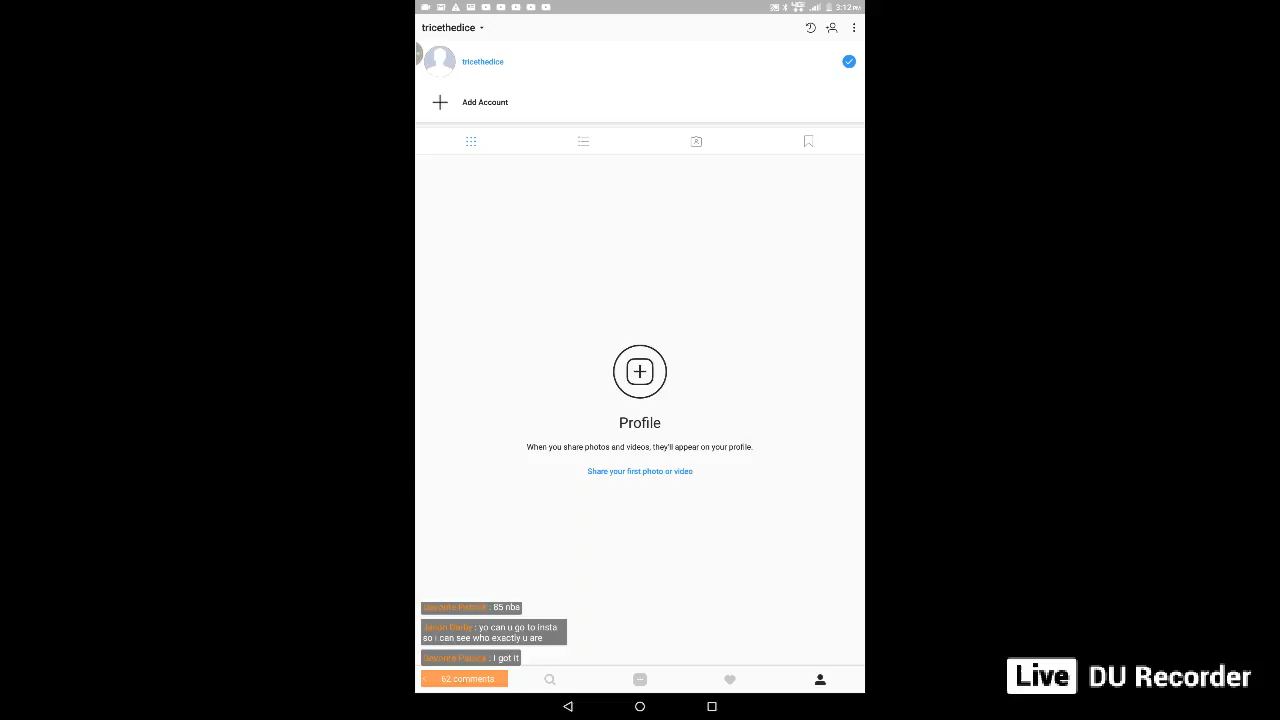 3:12 PM
tricethedice
tricethedice
Add Account
Profile
When you share photos and videos, they'll appear on your profile.
Share your first photo or video
: 85 nba
: yo can u go to insta
so i can see who exactly u are
: I got it
62 comments
Live DU Recorder